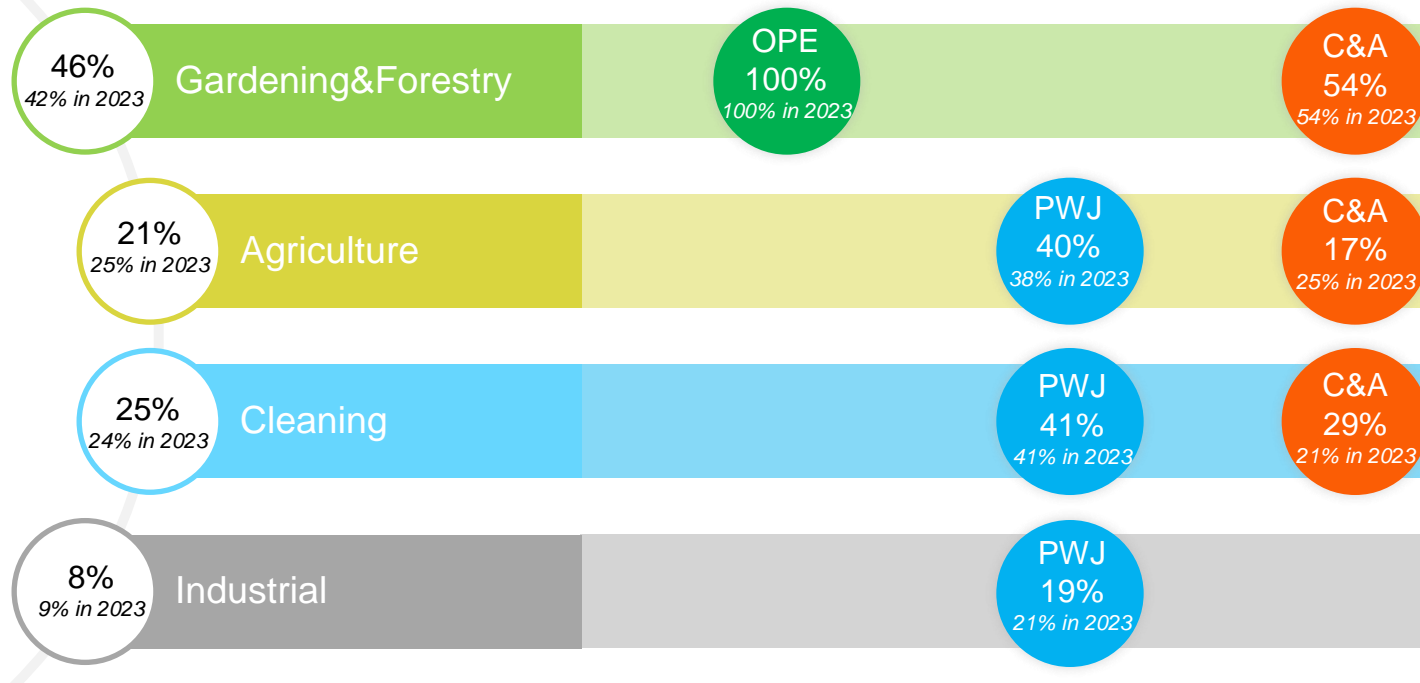 46%
42% in 2023
Gardening&Forestry
OPE
100%
100% in 2023
C&A
54%
54% in 2023
21%
25% in 2023
Agriculture
PWJ
40%
38% in 2023
C&A
17%
25% in 2023
25%
24% in 2023
Cleaning
PWJ
41%
41% in 2023
C&A
29%
21% in 2023
8%
9% in 2023
Industrial
PWJ
19%
21% in 2023